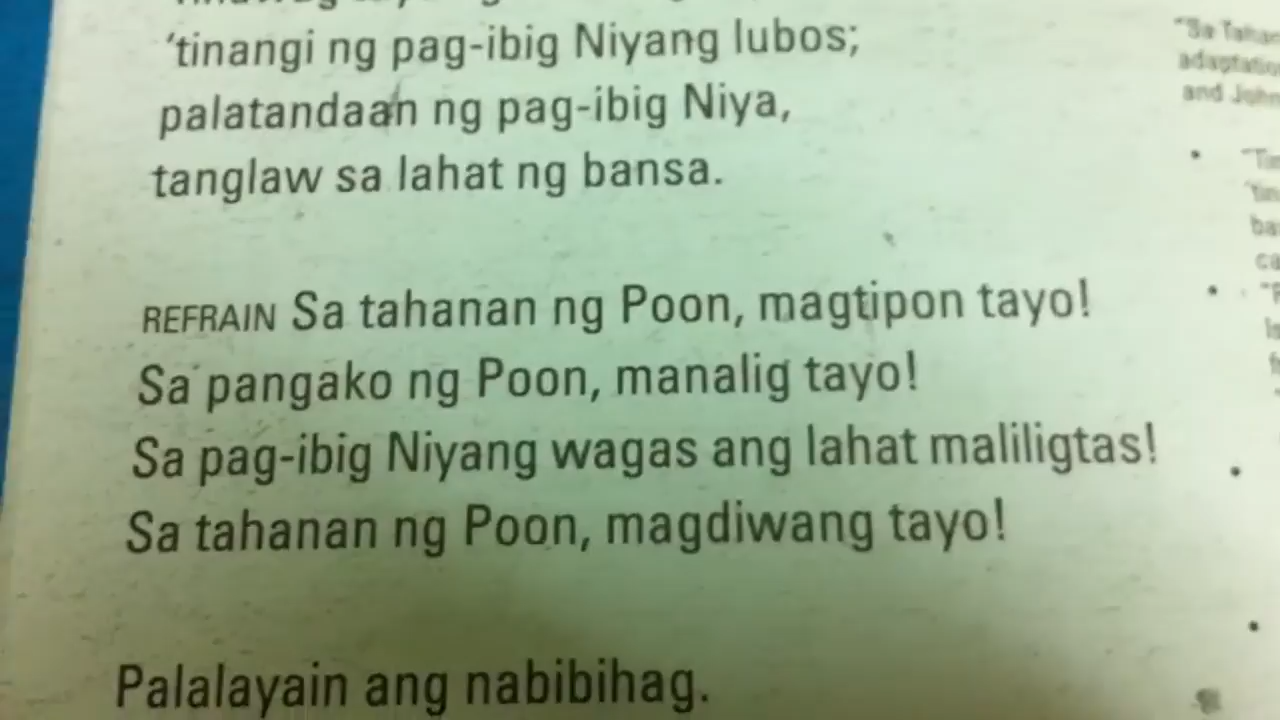 'tinangi ng pag-ibig Niyang lubos;
palatandaan ng pag-ibig Niya,
tanglaw sa lahat ng bansa.
REFRAIN Sa tahanan ng Poon, magtipon tayo!
Sa pangako ng Poon, manalig tayo!
Sa pag-ibig Niyang wagas ang lahat maliligtas!
Sa tahanan ng Poon, magdiwang tayo!
Palalayain ang nabibihag.
"Sa
and